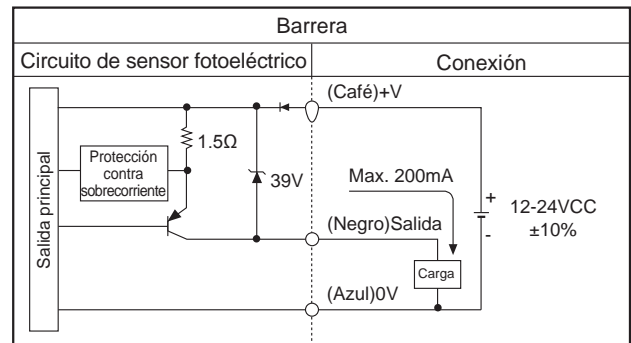 Barrera
Circuito de sensor fotoeléctrico
Conexión
(Café)+V
1.5Ω
Protección
contra
sobrecorriente
39V
Max. 200mA
+
12-24VCC
±10%
-
(Negro)Salida
Salida principal
Carga
(Azul)0V